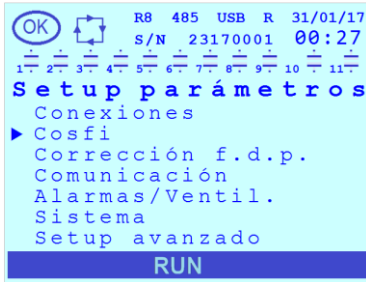 OK R8 485 USB R 31/01/17
S/N 23170001 00:27
1 2 3 4 5 6 7 8 9 10 11
Setup parámetros
Conexiones
Cosfi
Corrección f.d.p.
Comunicación
Alarmas/Ventil.
Sistema
Setup avanzado
RUN